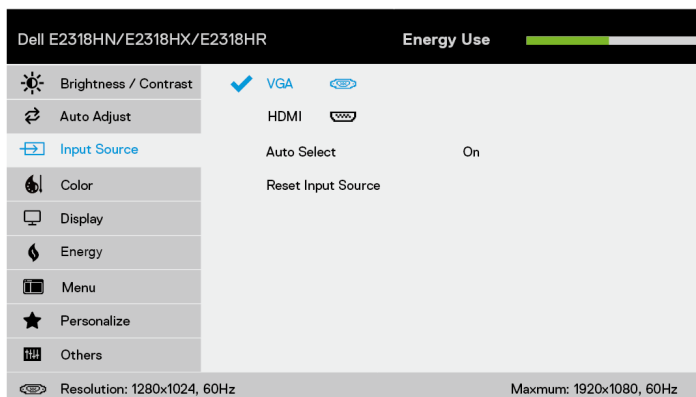 Dell E2318HN/E2318HX/E2318HR Energy Use
Brightness / Contrast VGA
Auto Adjust HDMI
Input Source Auto Select On
Color Reset Input Source
Display
Energy
Menu
Personalize
Others
Resolution: 1280x1024, 60Hz Maxmum: 1920x1080, 60Hz